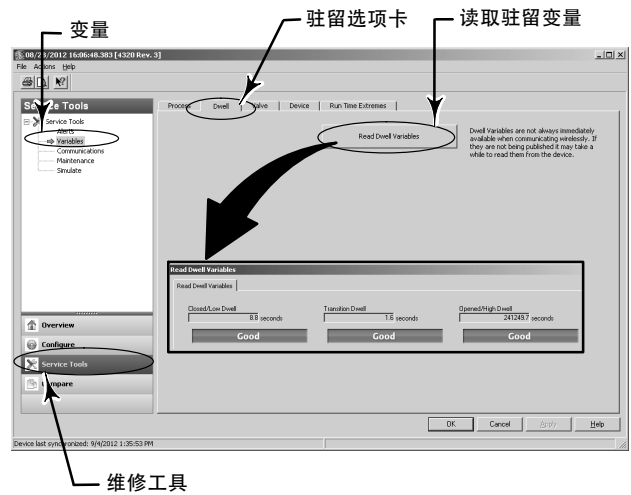 变量
驻留选项卡
读取驻留变量
08/28/2012 16:06:48.383 [4320 Rev. 3]
File Actions Help
Service Tools
Service Tools
Alerts
Variables
Communications
Maintenance
Simulate
Process Dwell Valve Device Run Time Extremes
Read Dwell Variables
Dwell Variables are not always immediately
available when communicating wirelessly. If
they are not being published it may take a
while to read them from the device.
Read Dwell Variables
Read Dwell Variables
Closed/Low Dwell Transition Dwell Opened/High Dwell
8.8 seconds 1.6 seconds 241249.7 seconds
Good Good Good
Overview
Configure
Service Tools
Compare
OK Cancel Apply Help
Device last synchronized: 9/4/2012 1:35:53 PM
维修工具